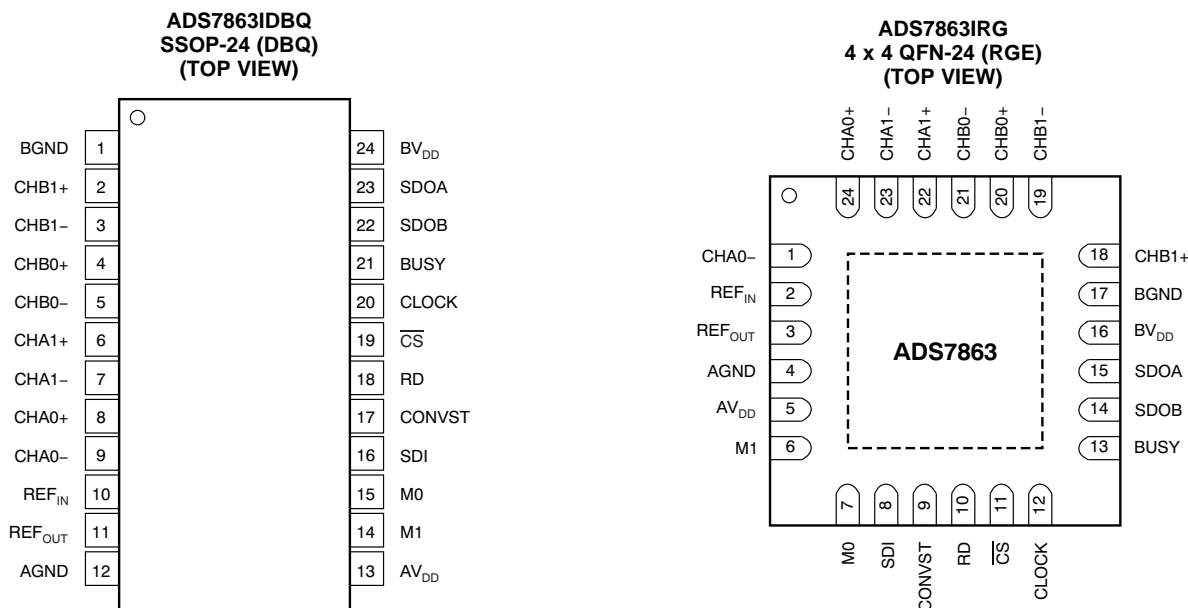 ADS7863IDBQ
SSOP-24 (DBQ)
(TOP VIEW)
BGND 1
CHB1+ 2
CHB1− 3
CHB0+ 4
CHB0− 5
CHA1+ 6
CHA1− 7
CHA0+ 8
CHA0− 9
REFIN 10
REFOUT 11
AGND 12
24 BVDD
23 SDOA
22 SDOB
21 BUSY
20 CLOCK
19 CS
18 RD
17 CONVST
16 SDI
15 M0
14 M1
13 AVDD
ADS7863IRG
4 x 4 QFN-24 (RGE)
(TOP VIEW)
CHA0+ CHA1− CHA1+ CHB0− CHB0+ CHB1−
24 23 22 21 20 19
CHA0− 1
REFIN 2
REFOUT 3
AGND 4
AVDD 5
M1 6
ADS7863
18 CHB1+
17 BGND
16 BVDD
15 SDOA
14 SDOB
13 BUSY
7 8 9 10 11 12
M0 SDI CONVST RD CS CLOCK